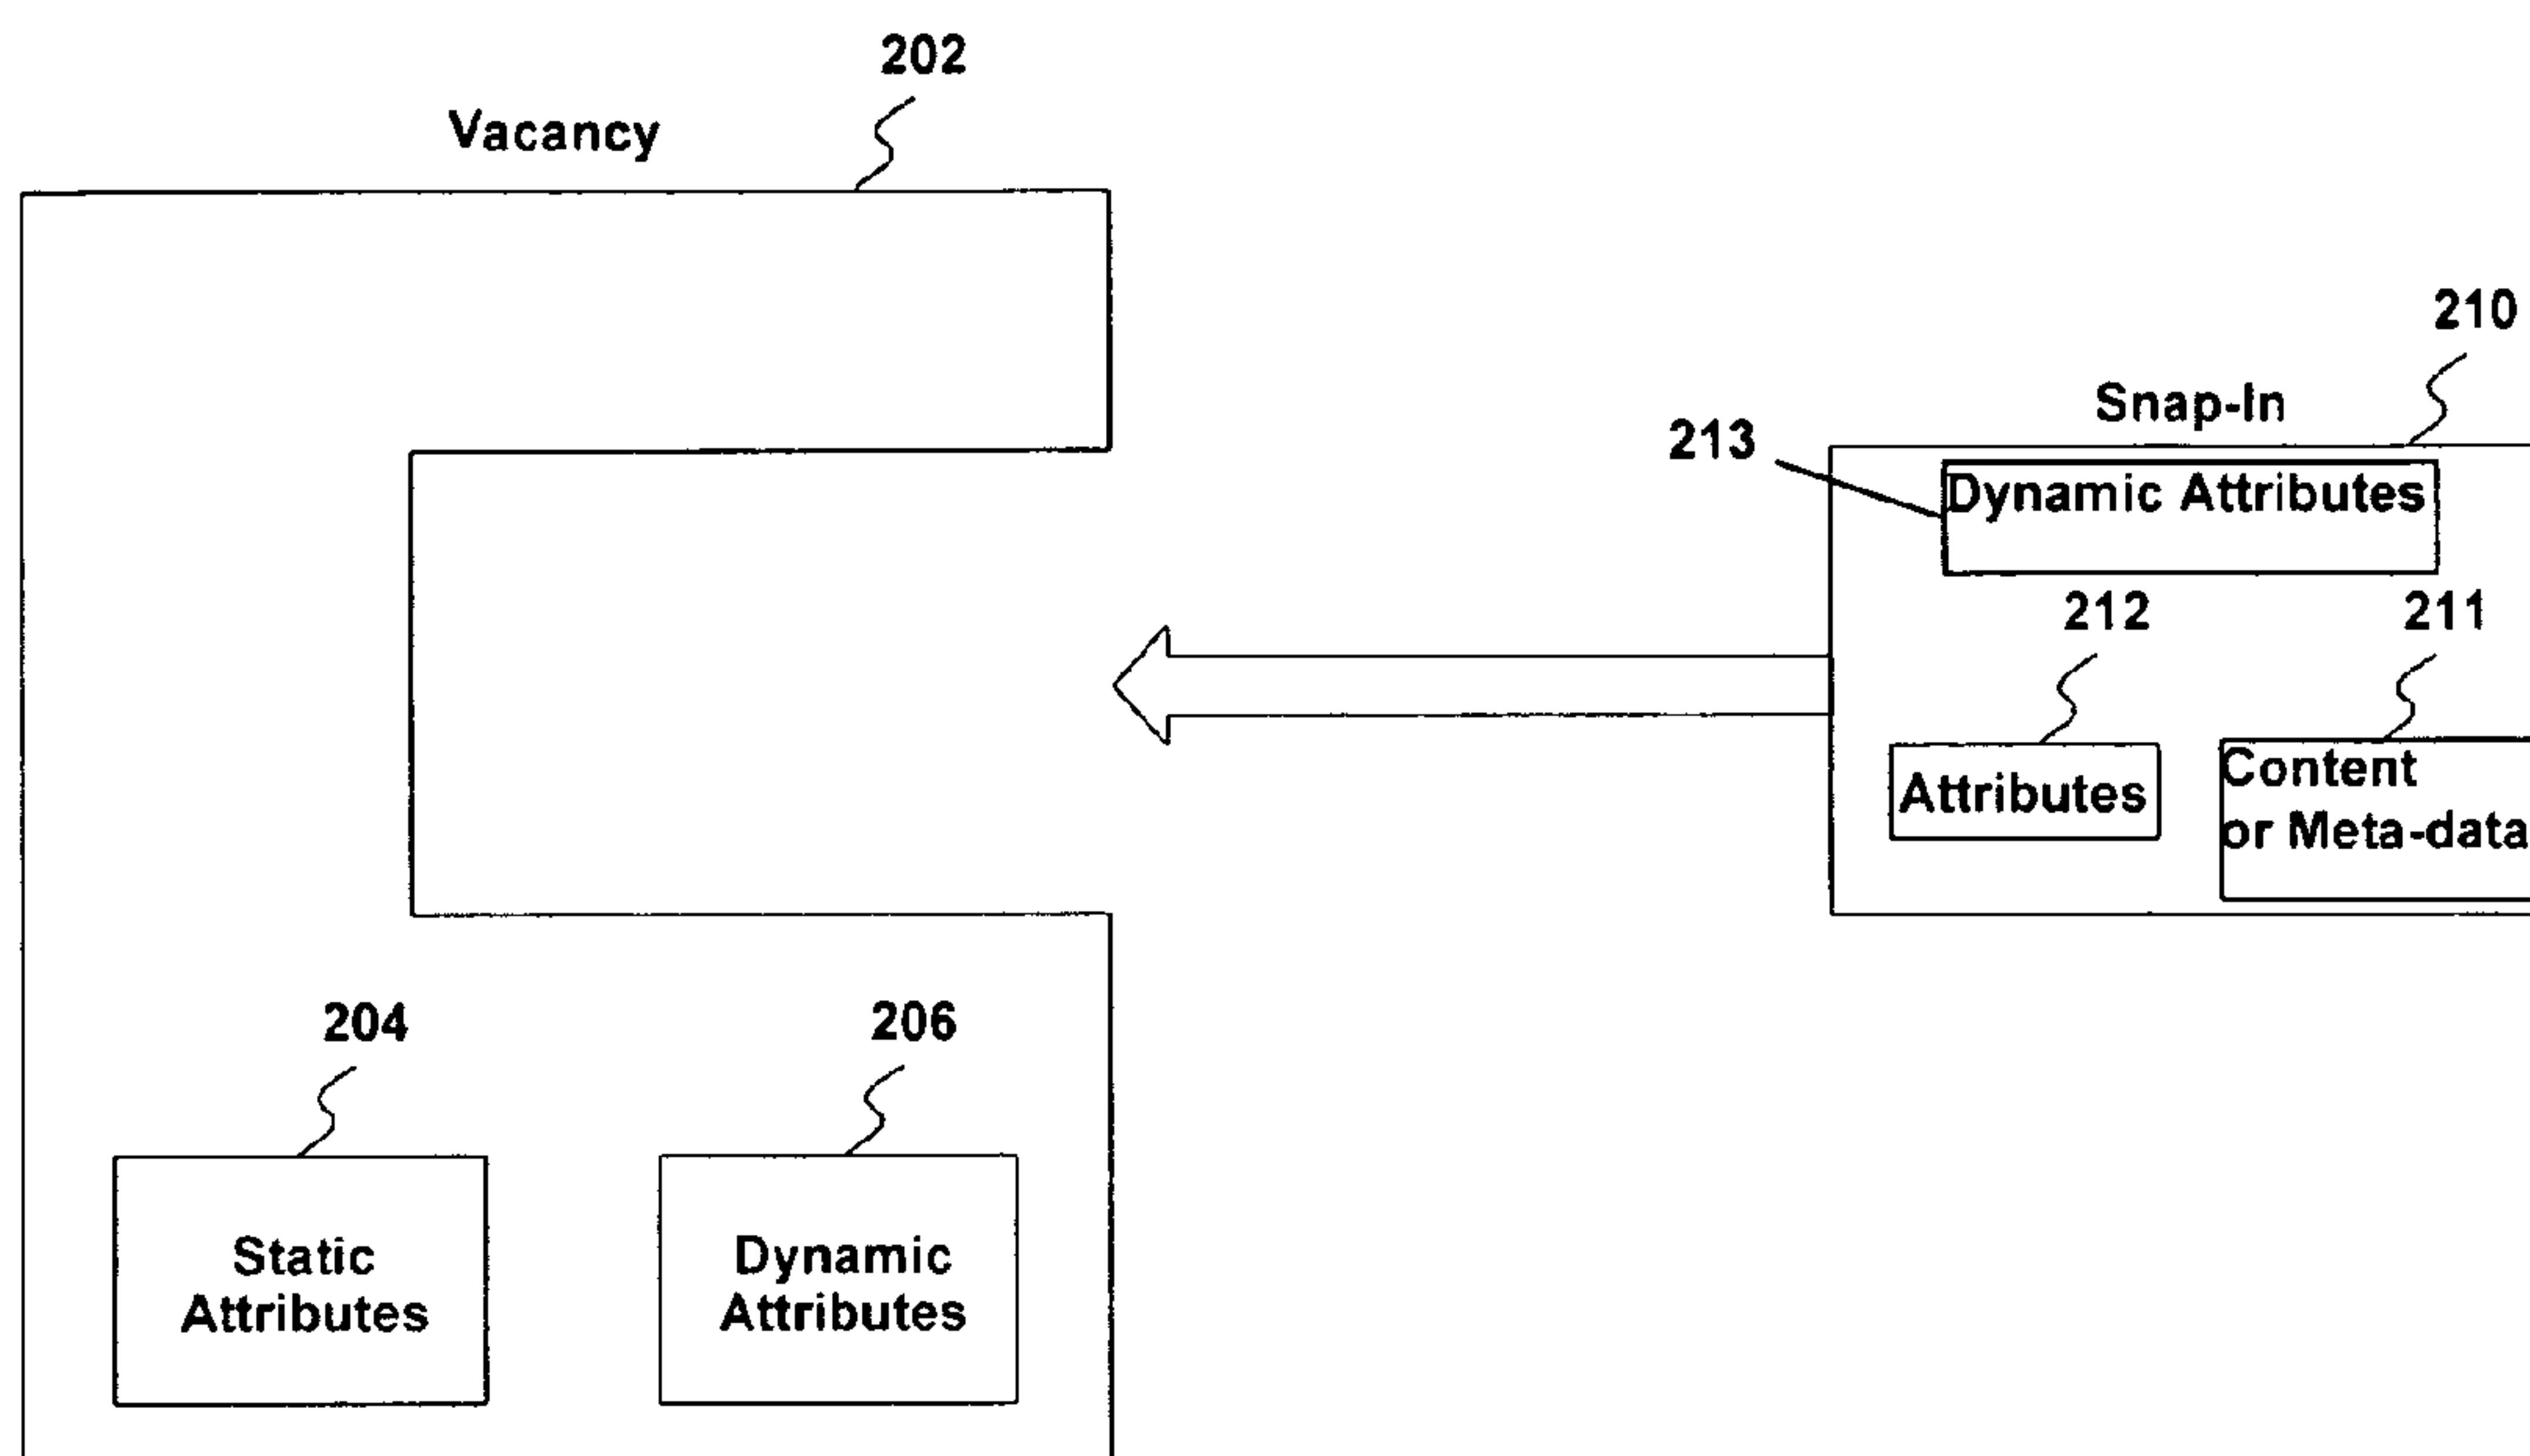 202
Vacancy
210
Snap-In
213
Dynamic Attributes
212
211
Attributes
Content
or Meta-data
204
206
Static
Attributes
Dynamic
Attributes